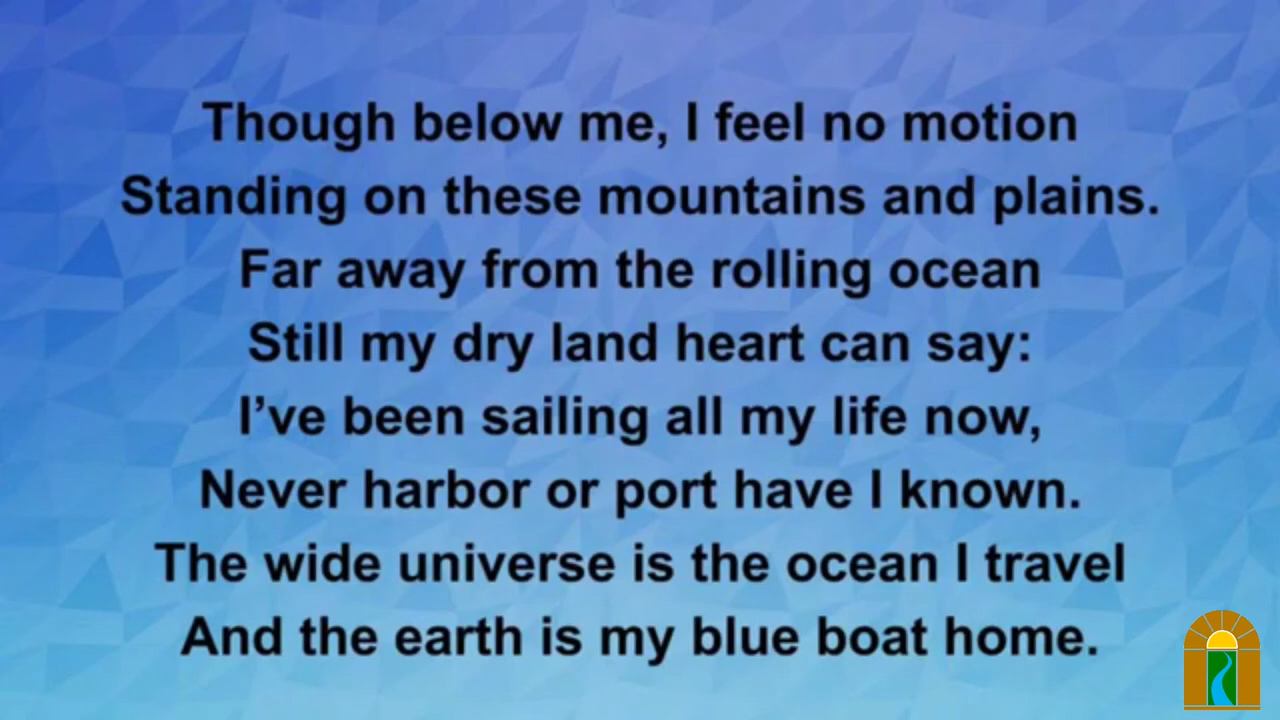 Though below me, I feel no motion
Standing on these mountains and plains.
Far away from the rolling ocean
Still my dry land heart can say:
I’ve been sailing all my life now,
Never harbor or port have I known.
The wide universe is the ocean I travel
And the earth is my blue boat home.